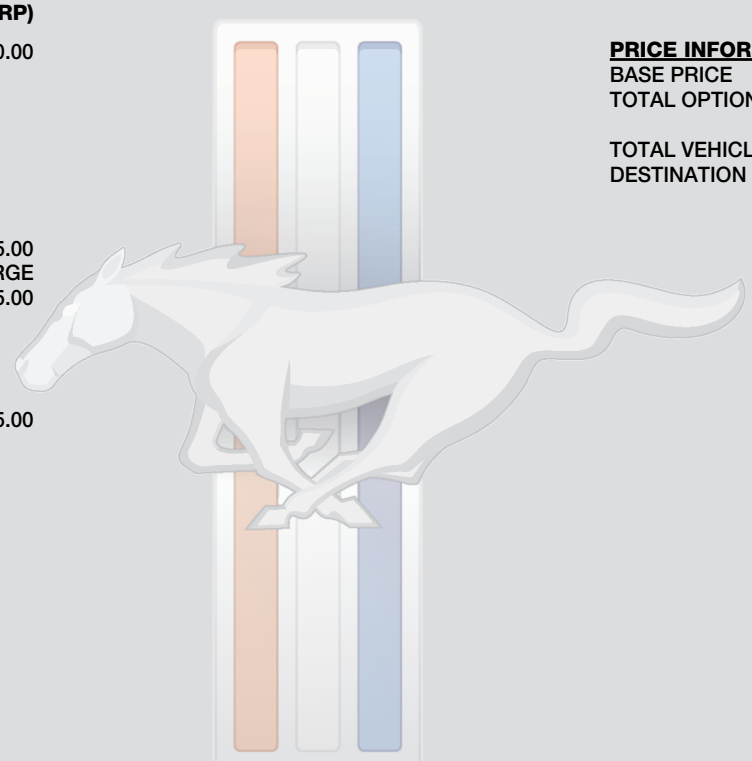 RP)
0.00
5.00
RGE
5.00
5.00
PRICE INFOR
BASE PRICE
TOTAL OPTION
TOTAL VEHICL
DESTINATION